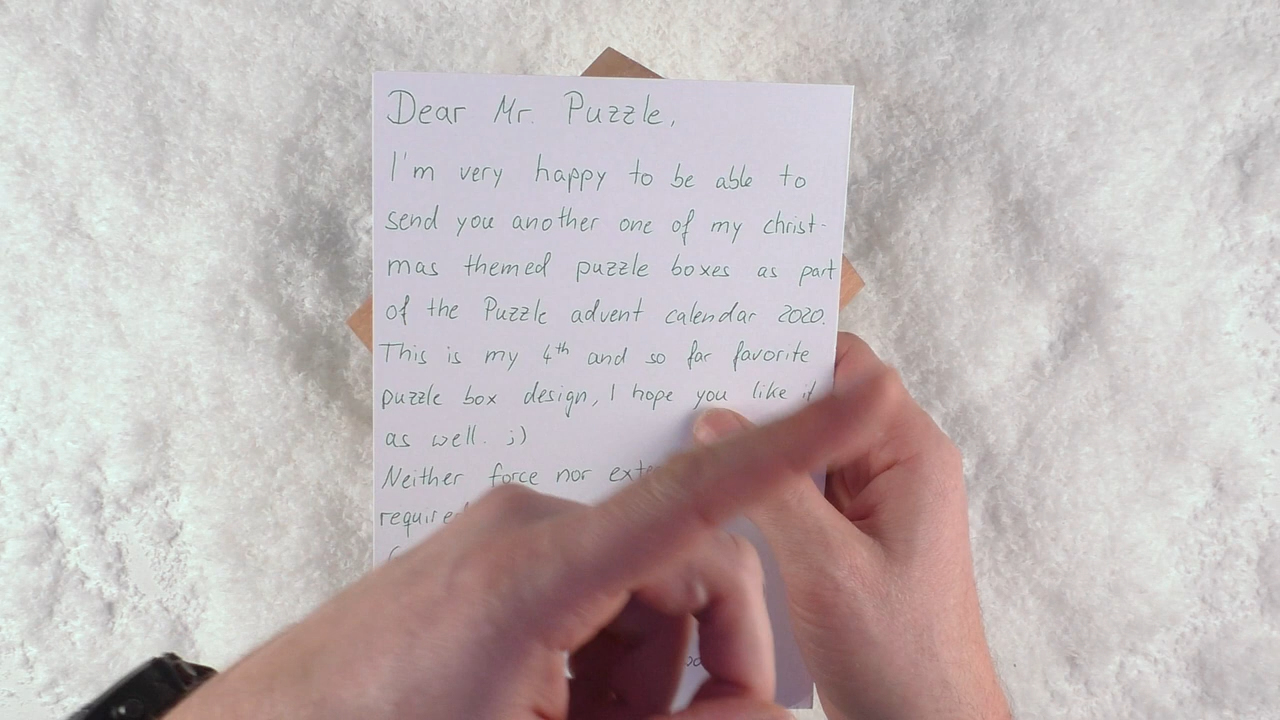 Dear Mr. Puzzle,
I'm very happy to be able to
send you another one of my christ-
mas themed puzzle boxes as part
of the Puzzle advent calendar 2020.
This is my 4th and so far favorite
puzzle box design, I hope you like it
as well. ;)
Neither force nor